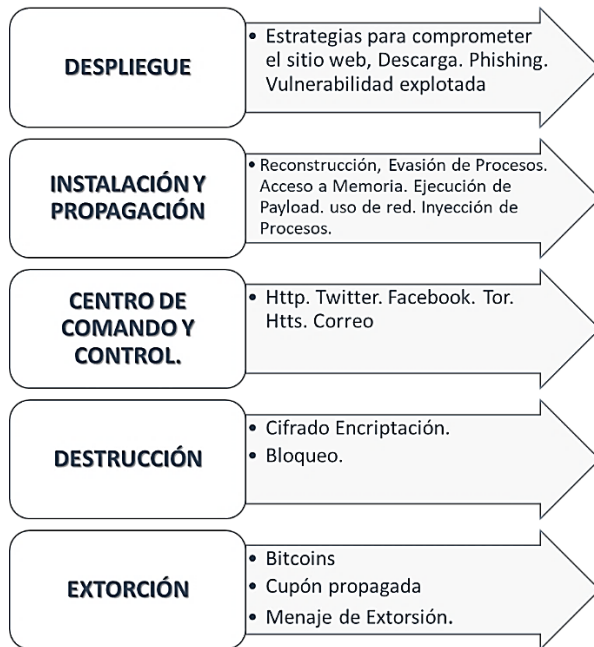 DESPLIEGUE
• Estrategias para comprometer
el sitio web, Descarga. Phishing.
Vulnerabilidad explotada
INSTALACIÓN Y
PROPAGACIÓN
• Reconstrucción, Evasión de Procesos.
Acceso a Memoria. Ejecución de
Payload. uso de red. Inyección de
Procesos.
CENTRO DE
COMANDO Y
CONTROL.
• Http. Twitter. Facebook. Tor.
Htts. Correo
DESTRUCCIÓN
• Cifrado Encriptación.
• Bloqueo.
EXTORCIÓN
• Bitcoins
• Cupón propagada
• Menaje de Extorsión.